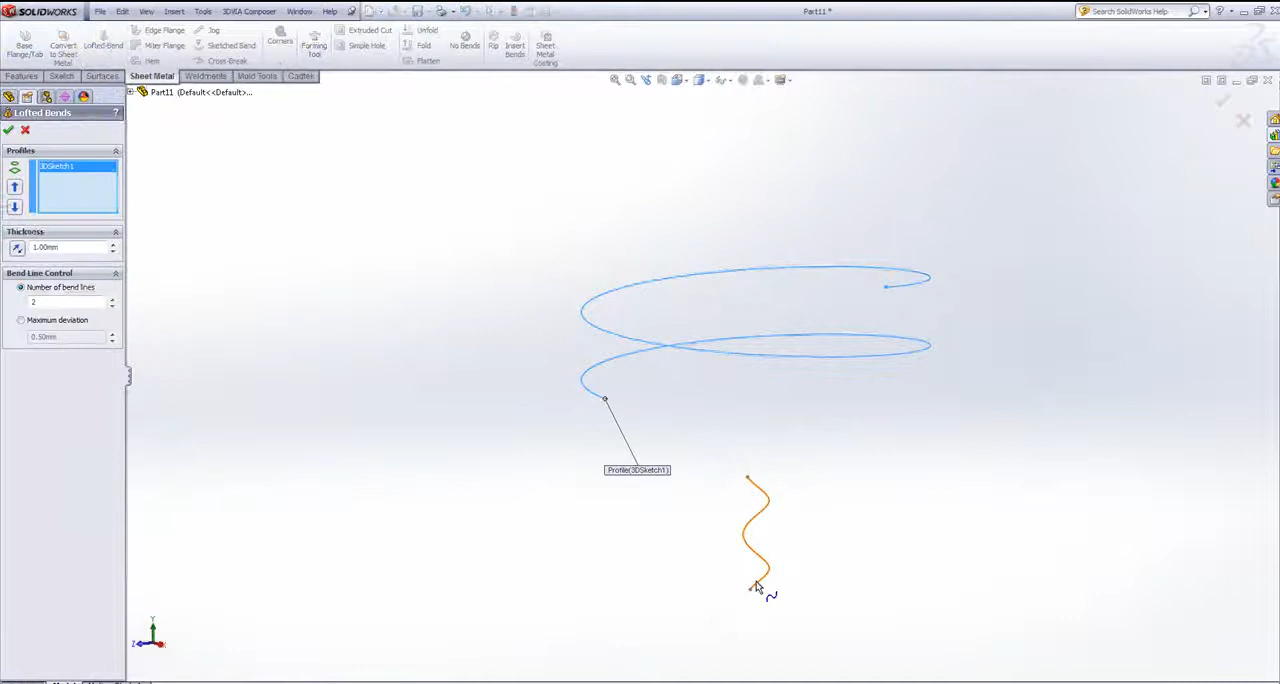 SOLIDWORKS File Edit View Insert Tools 3DVIA Composer Window Help Part11 * Search SolidWorks Help
Base Flange/Tab
Convert to Sheet Metal
Lofted-Bend
Edge Flange
Miter Flange
Hem
Jog
Sketched Bend
Cross-Break
Corners
Forming Tool
Extruded Cut
Simple Hole
Unfold
Fold
Flatten
No Bends
Rip
Insert Bends
Sheet Metal Costing
Features Sketch Surfaces Sheet Metal Weldments Mold Tools Cadtek
Part11 (Default<<Default>...
Lofted Bends ?
Profiles
3DSketch1
Thickness
1.00mm
Bend Line Control
Number of bend lines
2
Maximum deviation
0.50mm
Profile(3DSketch1)
Y
Z